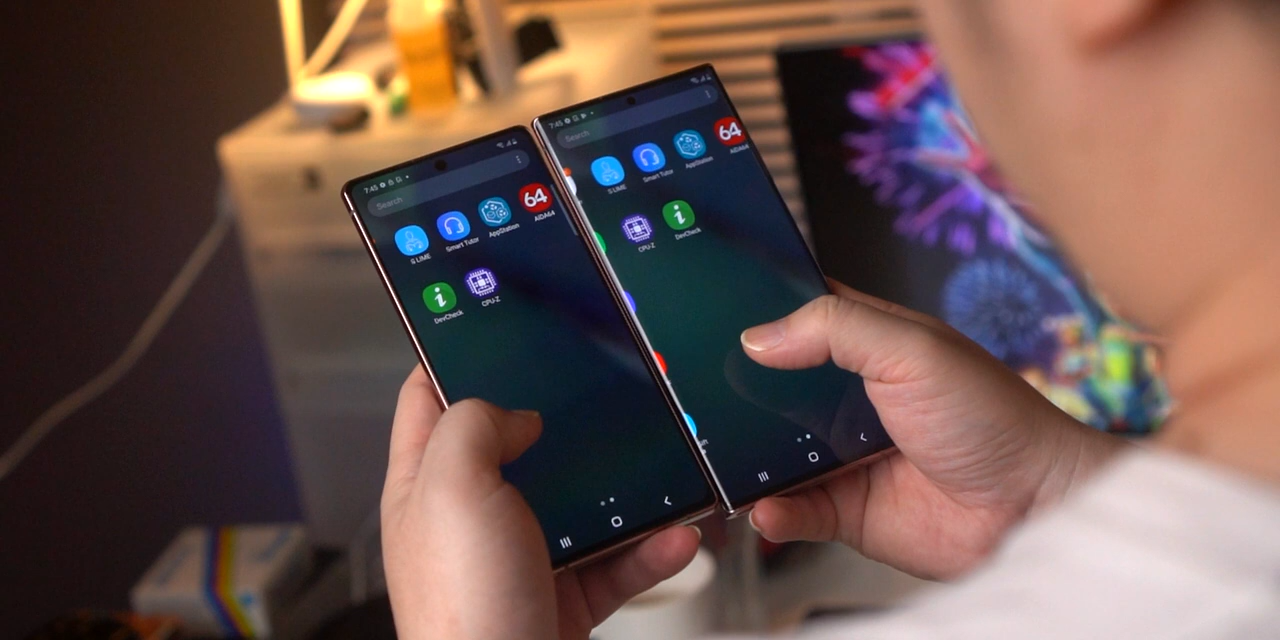 7:45
Search
S LIME
Smart Tutor
AppStation
64
AIDA64
i
DevCheck
CPU-Z
7:45
Search
S LIME
Smart Tutor
AppStation
64
AIDA64
CPU-Z
i
DevCheck